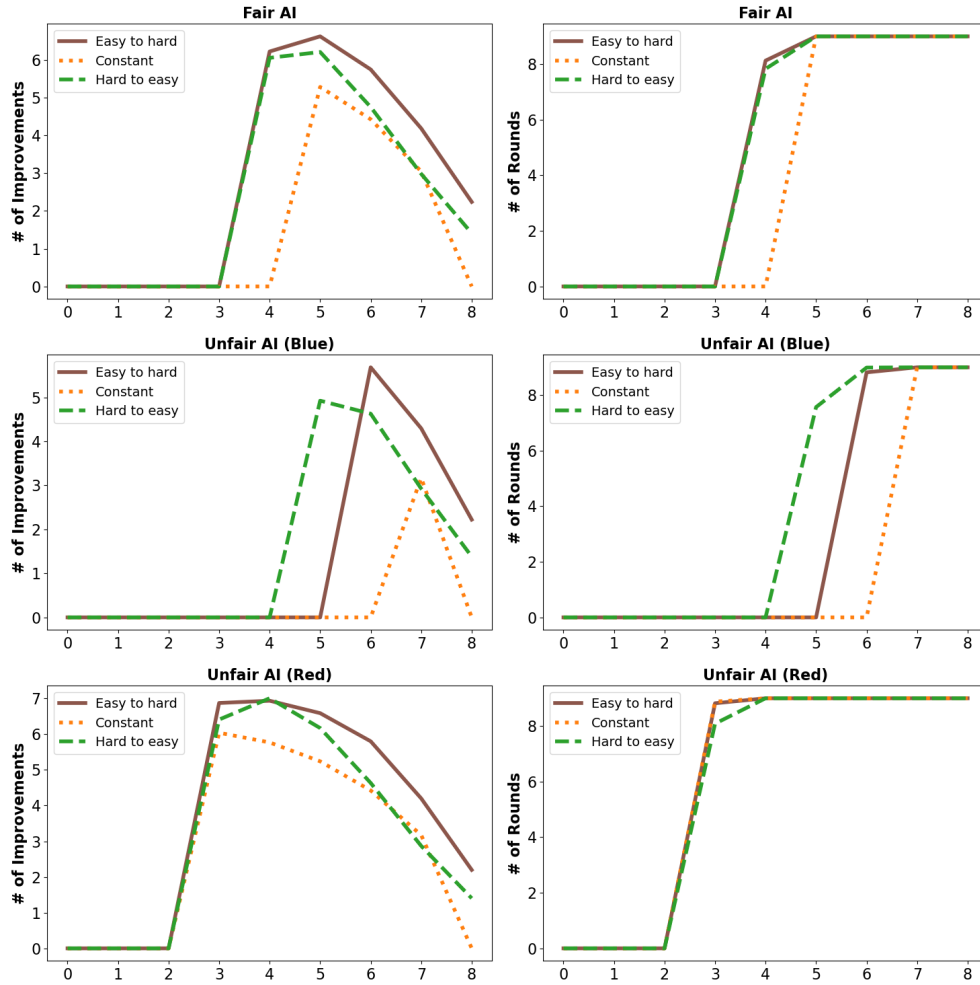 Fair AI
# of Improvements
6
5
4
3
2
1
0
Easy to hard
Constant
Hard to easy
0 1 2 3 4 5 6 7 8
Fair AI
# of Rounds
8
6
4
2
0
Easy to hard
Constant
Hard to easy
0 1 2 3 4 5 6 7 8
Unfair AI (Blue)
# of Improvements
5
4
3
2
1
0
Easy to hard
Constant
Hard to easy
0 1 2 3 4 5 6 7 8
Unfair AI (Blue)
# of Rounds
8
6
4
2
0
Easy to hard
Constant
Hard to easy
0 1 2 3 4 5 6 7 8
Unfair AI (Red)
# of Improvements
7
6
5
4
3
2
1
0
Easy to hard
Constant
Hard to easy
0 1 2 3 4 5 6 7 8
Unfair AI (Red)
# of Rounds
8
6
4
2
0
Easy to hard
Constant
Hard to easy
0 1 2 3 4 5 6 7 8